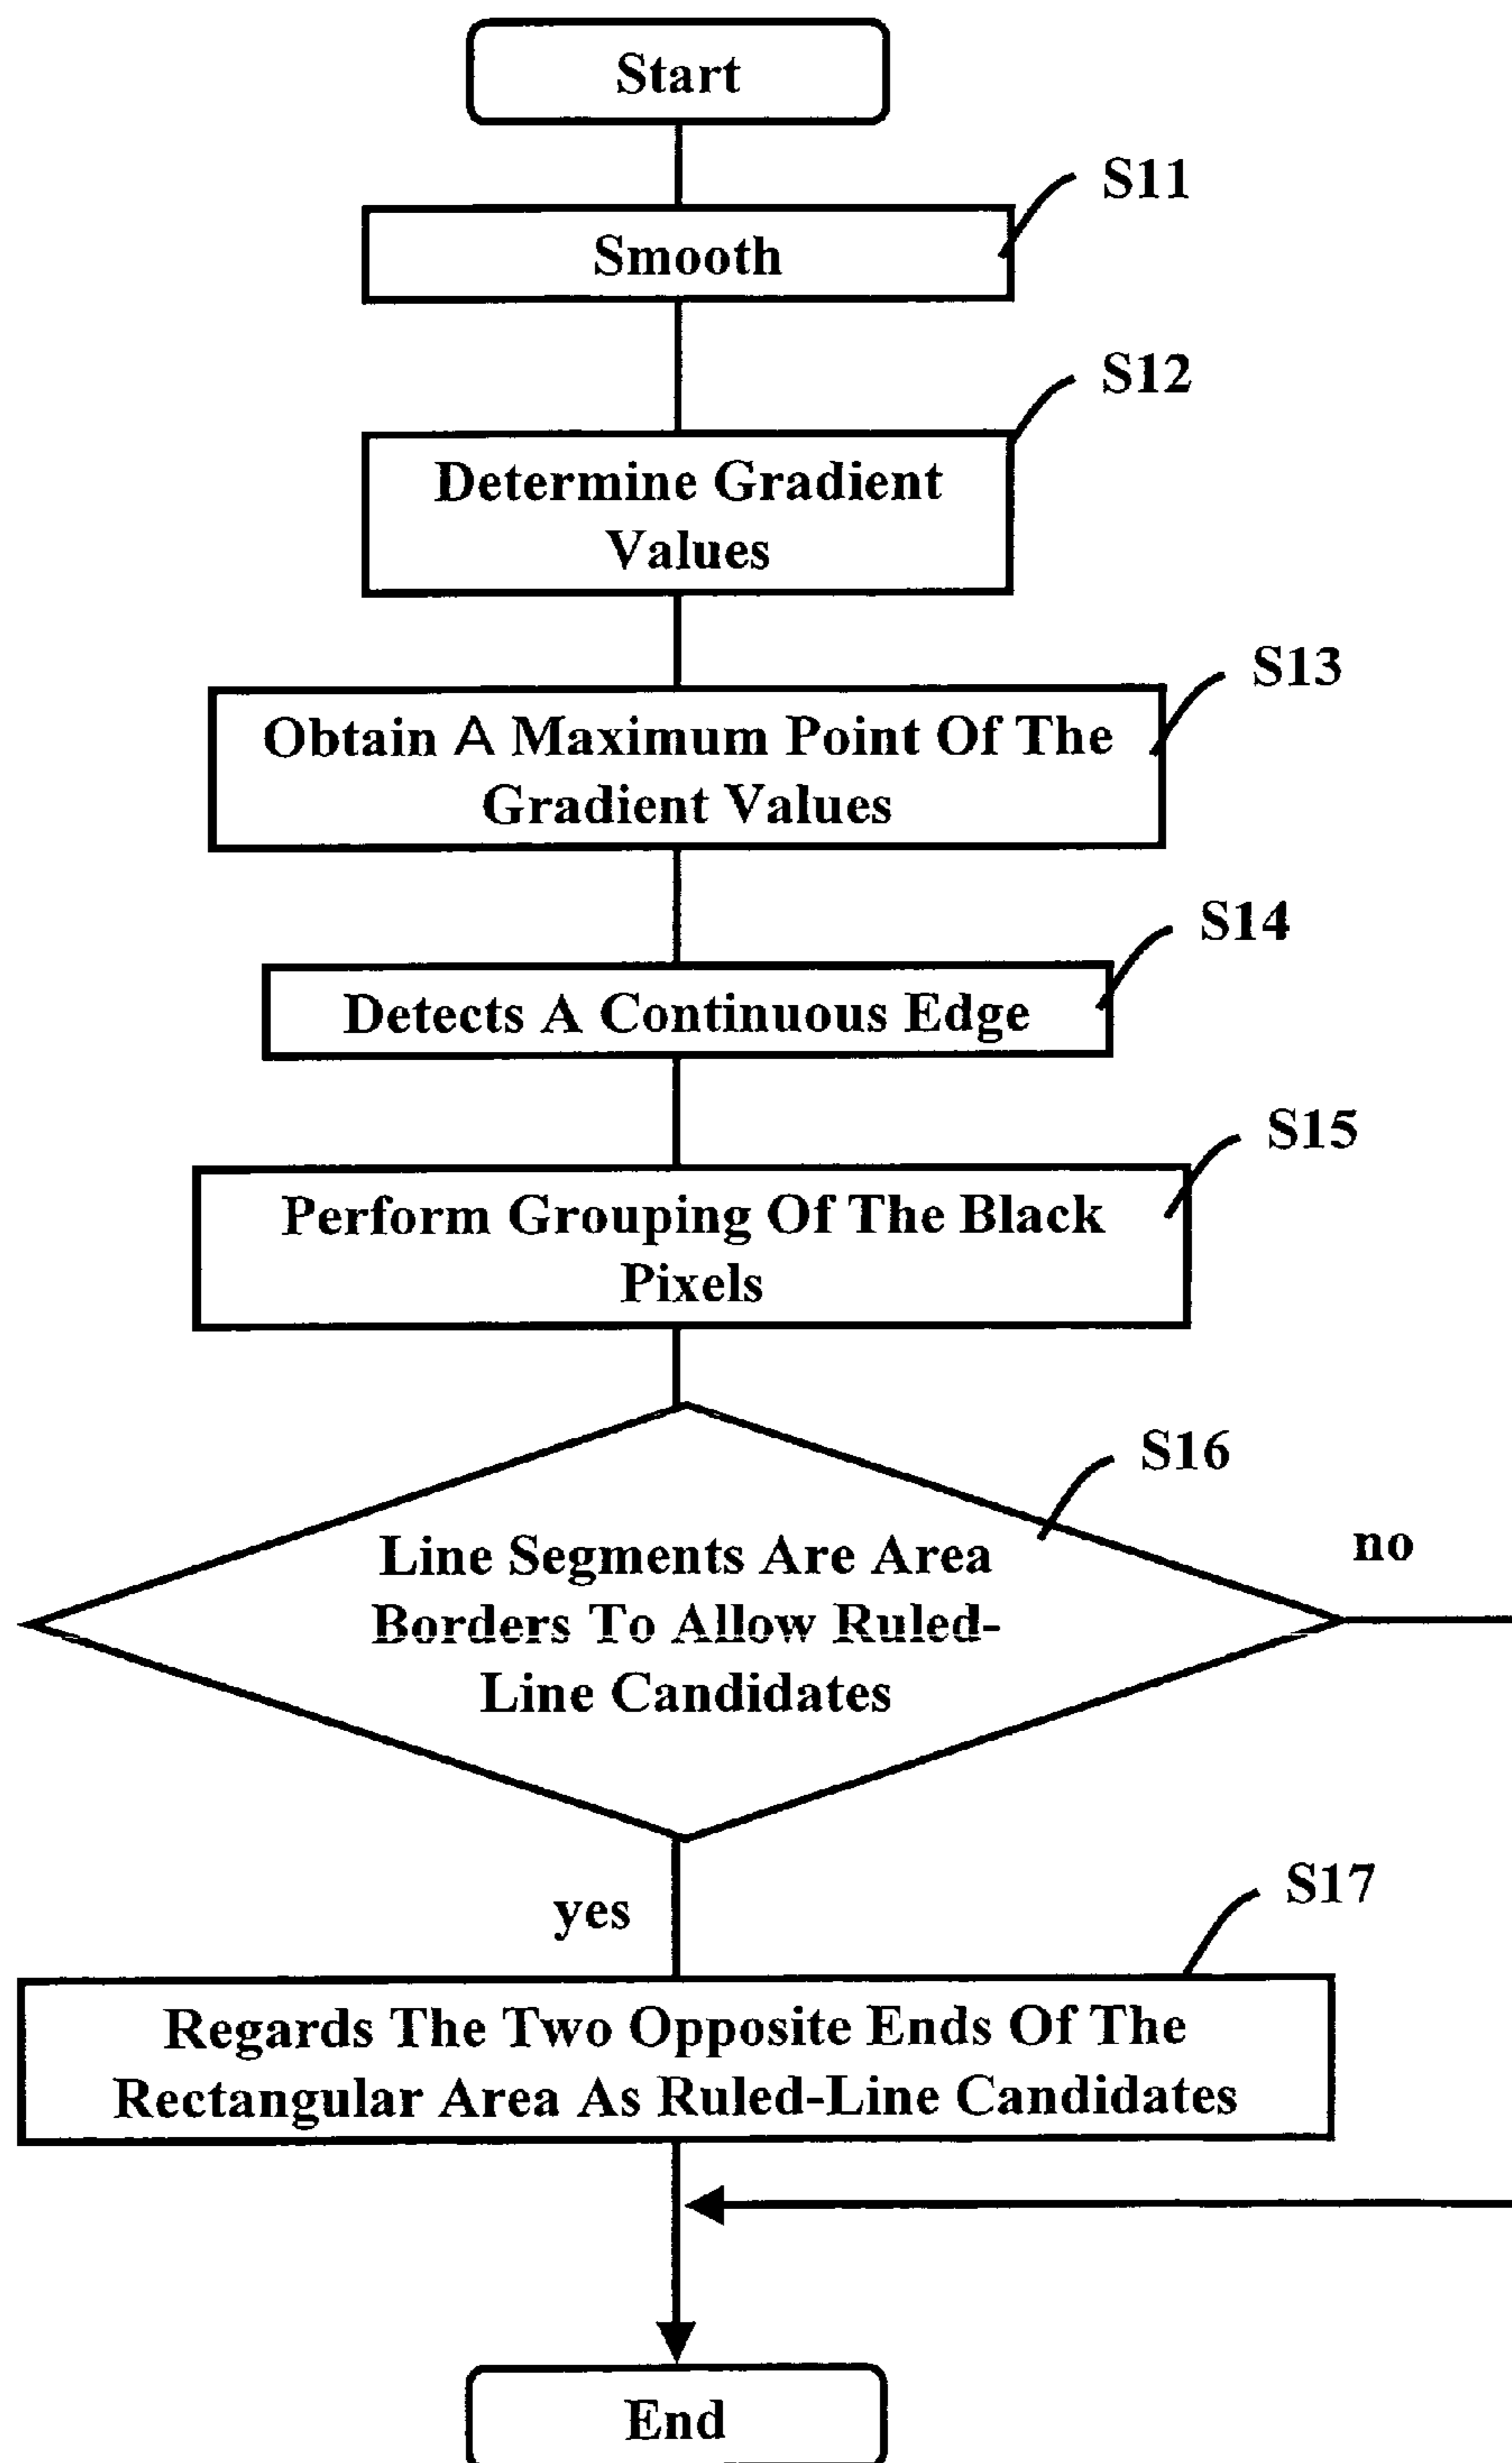 Start
S11
Smooth
S12
Determine Gradient
Values
S13
Obtain A Maximum Point Of The
Gradient Values
S14
Detects A Continuous Edge
S15
Perform Grouping Of The Black
Pixels
S16
no
Line Segments Are Area
Borders To Allow Ruled-
Line Candidates
yes
S17
Regards The Two Opposite Ends Of The
Rectangular Area As Ruled-Line Candidates
End